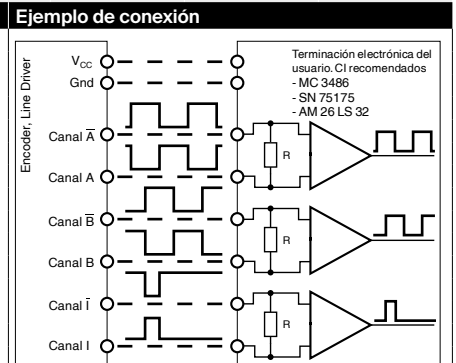 Ejemplo de conexión
Encoder, Line Driver
V_CC
Gnd
Canal A̅
Canal A
Canal B̅
Canal B
Canal I̅
Canal I
Terminación electrónica del
usuario. CI recomendados
- MC 3486
- SN 75175
- AM 26 LS 32
R
R
R